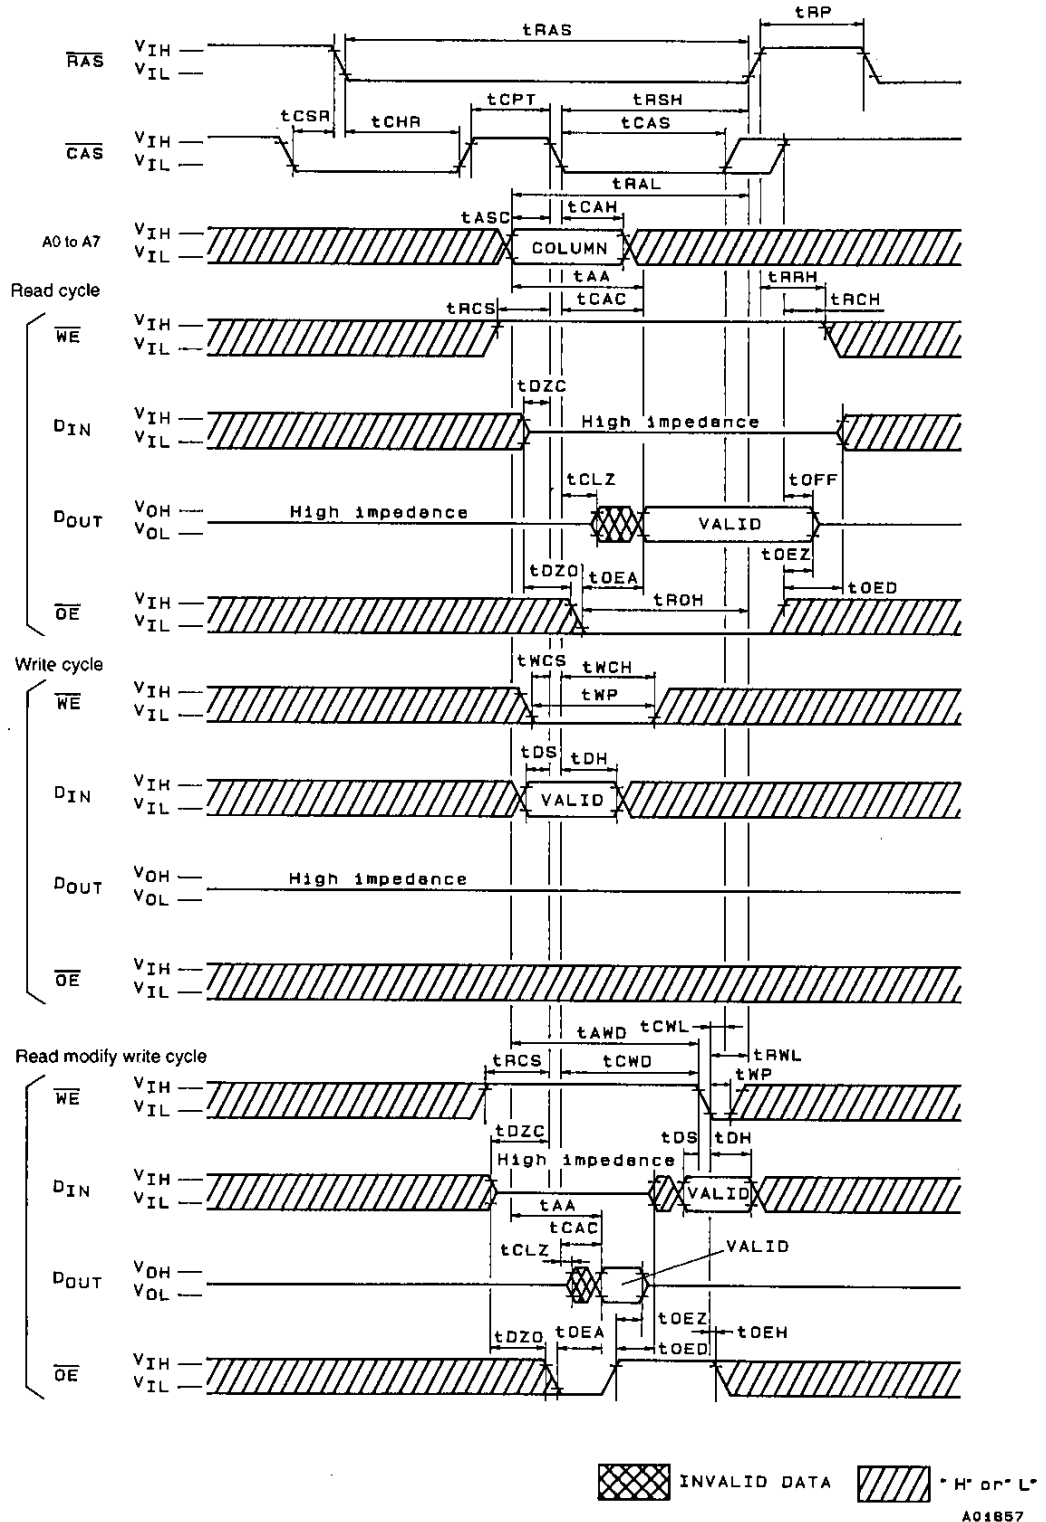 tRP
tRAS
RAS VIH VIL
tCPT tRSH
tCSR tCHR tCAS
CAS VIH VIL
tRAL
tASC tCAH
A0 to A7 VIH VIL COLUMN
tAA tRRH
Read cycle
tRCS tCAC tRCH
WE VIH VIL
tDZC
DIN VIH VIL High impedance
tCLZ tOFF
DOUT VOH VOL High impedance VALID
tOEZ
tDZO tOEA tOED
tROH
OE VIH VIL
Write cycle
tWCS tWCH
tWP
WE VIH VIL
tDS tDH
DIN VIH VIL VALID
DOUT VOH VOL High impedance
OE VIH VIL
tAWD tCWL
Read modify write cycle
tRCS tCWD tRWL
tWP
WE VIH VIL
tDZC tDS tDH
High impedance
DIN VIH VIL VALID
tAA
tCAC
tCLZ VALID
DOUT VOH VOL
tOEZ
tDZO tOEA tOED tOEH
OE VIH VIL
INVALID DATA "H" or "L"
A01857